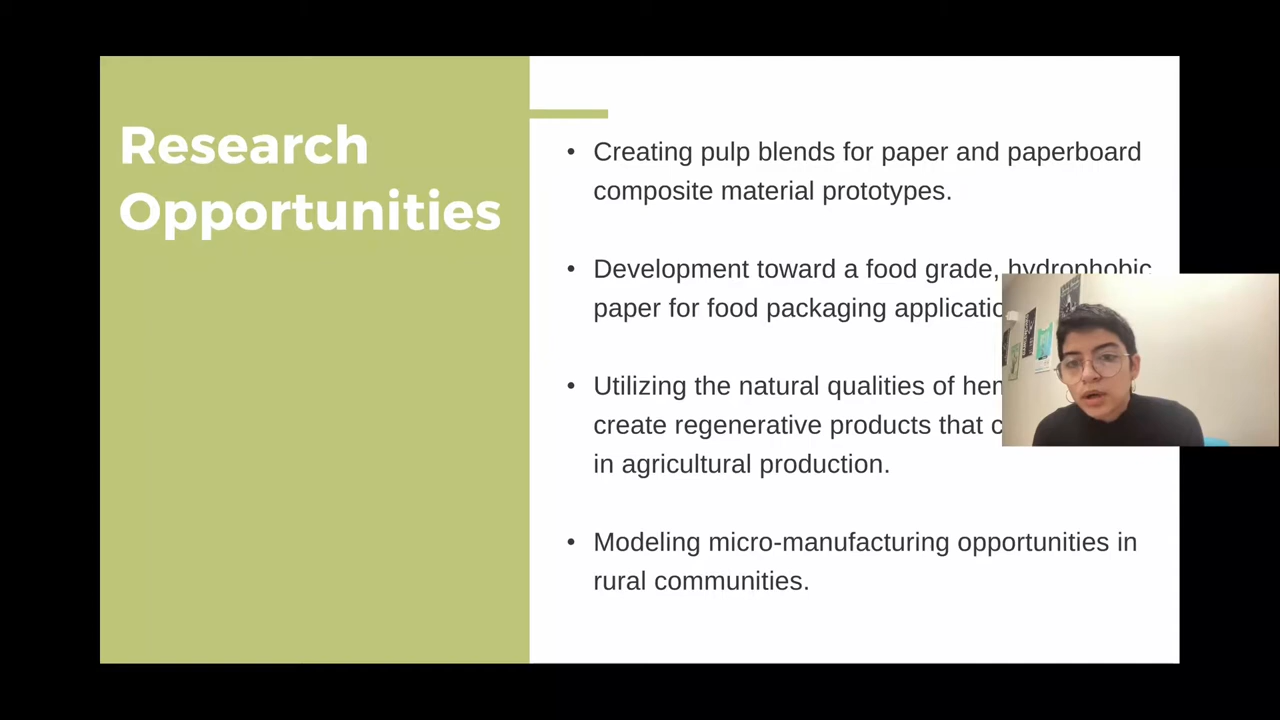 Research
Opportunities
• Creating pulp blends for paper and paperboard
composite material prototypes.
• Development toward a food grade, hydrophobic
paper for food packaging
• Utilizing the natural qualities of
create regenerative products that
in agricultural production.
• Modeling micro-manufacturing opportunities in
rural communities.